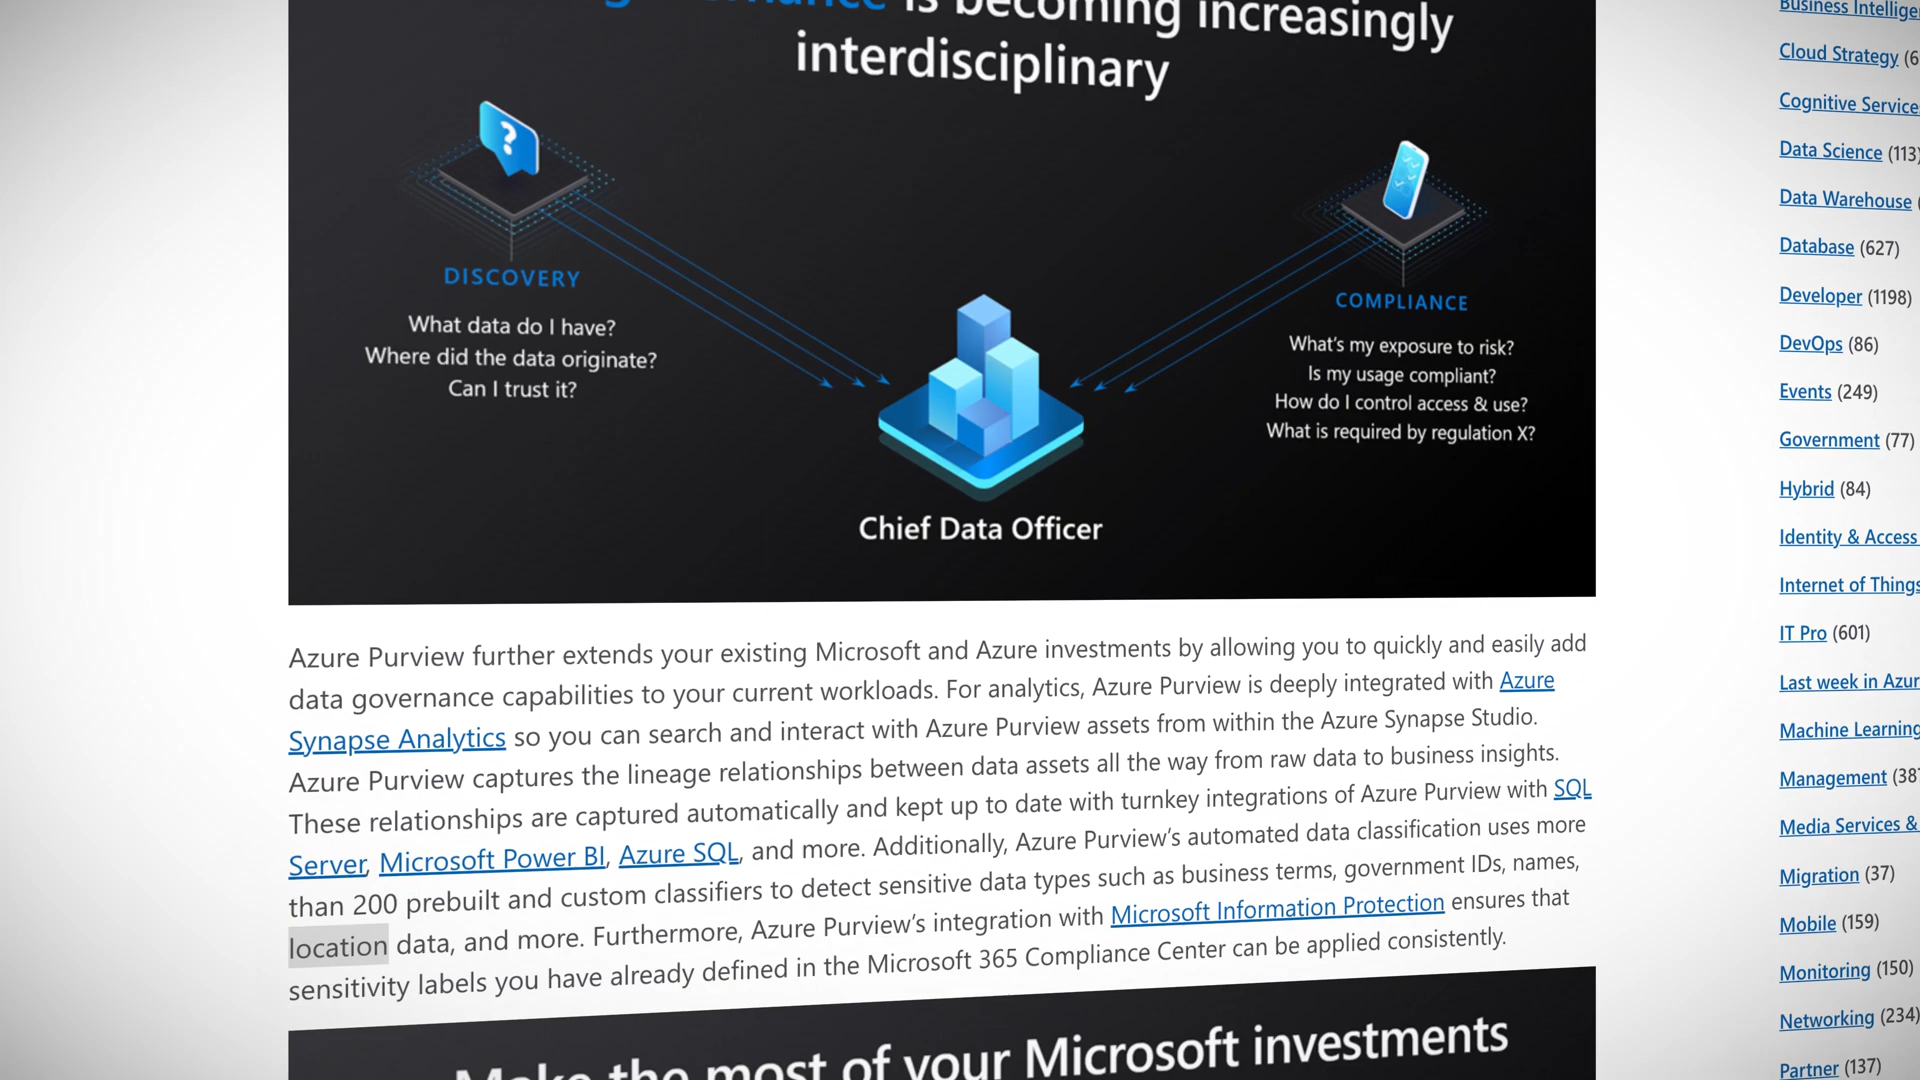 is becoming increasingly
interdisciplinary
?
DISCOVERY
What data do I have?
Where did the data originate?
Can I trust it?
COMPLIANCE
What's my exposure to risk?
Is my usage compliant?
How do I control access & use?
What is required by regulation X?
Chief Data Officer
Azure Purview further extends your existing Microsoft and Azure investments by allowing you to quickly and easily add
data governance capabilities to your current workloads. For analytics, Azure Purview is deeply integrated with Azure
Synapse Analytics so you can search and interact with Azure Purview assets from within the Azure Synapse Studio.
Azure Purview captures the lineage relationships between data assets all the way from raw data to business insights.
These relationships are captured automatically and kept up to date with turnkey integrations of Azure Purview with SQL
Server, Microsoft Power BI, Azure SQL, and more. Additionally, Azure Purview's automated data classification uses more
than 200 prebuilt and custom classifiers to detect sensitive data types such as business terms, government IDs, names,
location data, and more. Furthermore, Azure Purview's integration with Microsoft Information Protection ensures that
sensitivity labels you have already defined in the Microsoft 365 Compliance Center can be applied consistently.
Make the most of your Microsoft investments
Business Intellige
Cloud Strategy (6
Cognitive Service
Data Science (113)
Data Warehouse (
Database (627)
Developer (1198)
DevOps (86)
Events (249)
Government (77)
Hybrid (84)
Identity & Access
Internet of Things
IT Pro (601)
Last week in Azur
Machine Learning
Management (387
Media Services &
Migration (37)
Mobile (159)
Monitoring (150)
Networking (234)
Partner (137)